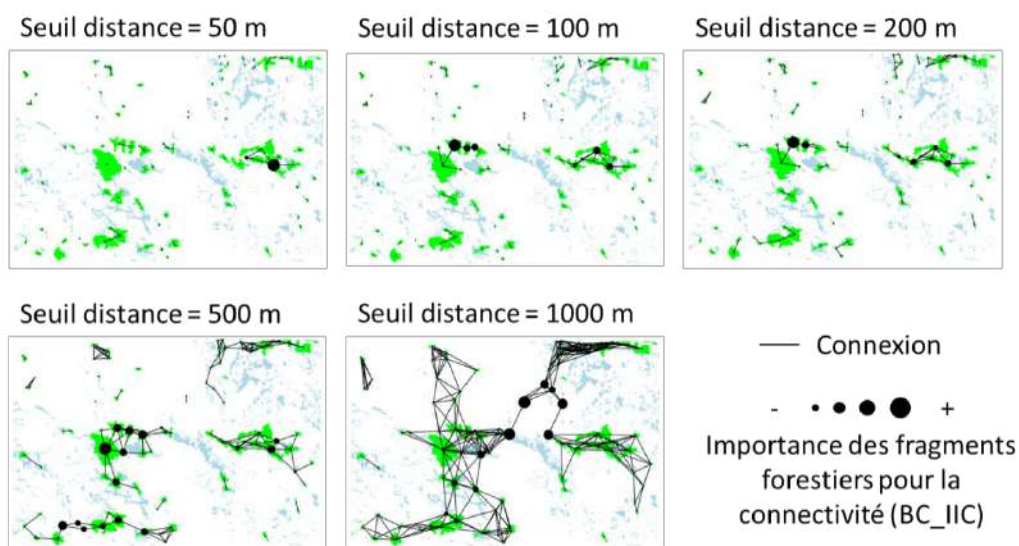 Seuil distance = 50 m
Seuil distance = 100 m
Seuil distance = 200 m
Seuil distance = 500 m
Seuil distance = 1000 m
Connexion
- +
Importance des fragments
forestiers pour la
connectivité (BC_IIC)